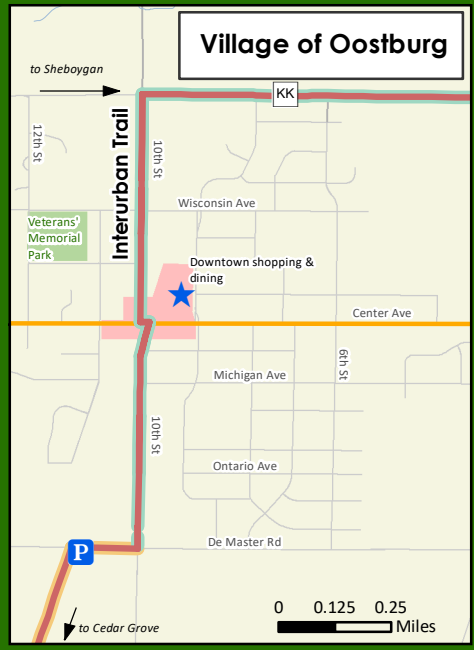 Village of Oostburg
to Sheboygan
KK
12th St
Interurban Trail
10th St
Wisconsin Ave
Veterans'
Memorial
Park
Downtown shopping &
dining
Center Ave
6th St
Michigan Ave
10th St
Ontario Ave
De Master Rd
P
0 0.125 0.25
Miles
to Cedar Grove